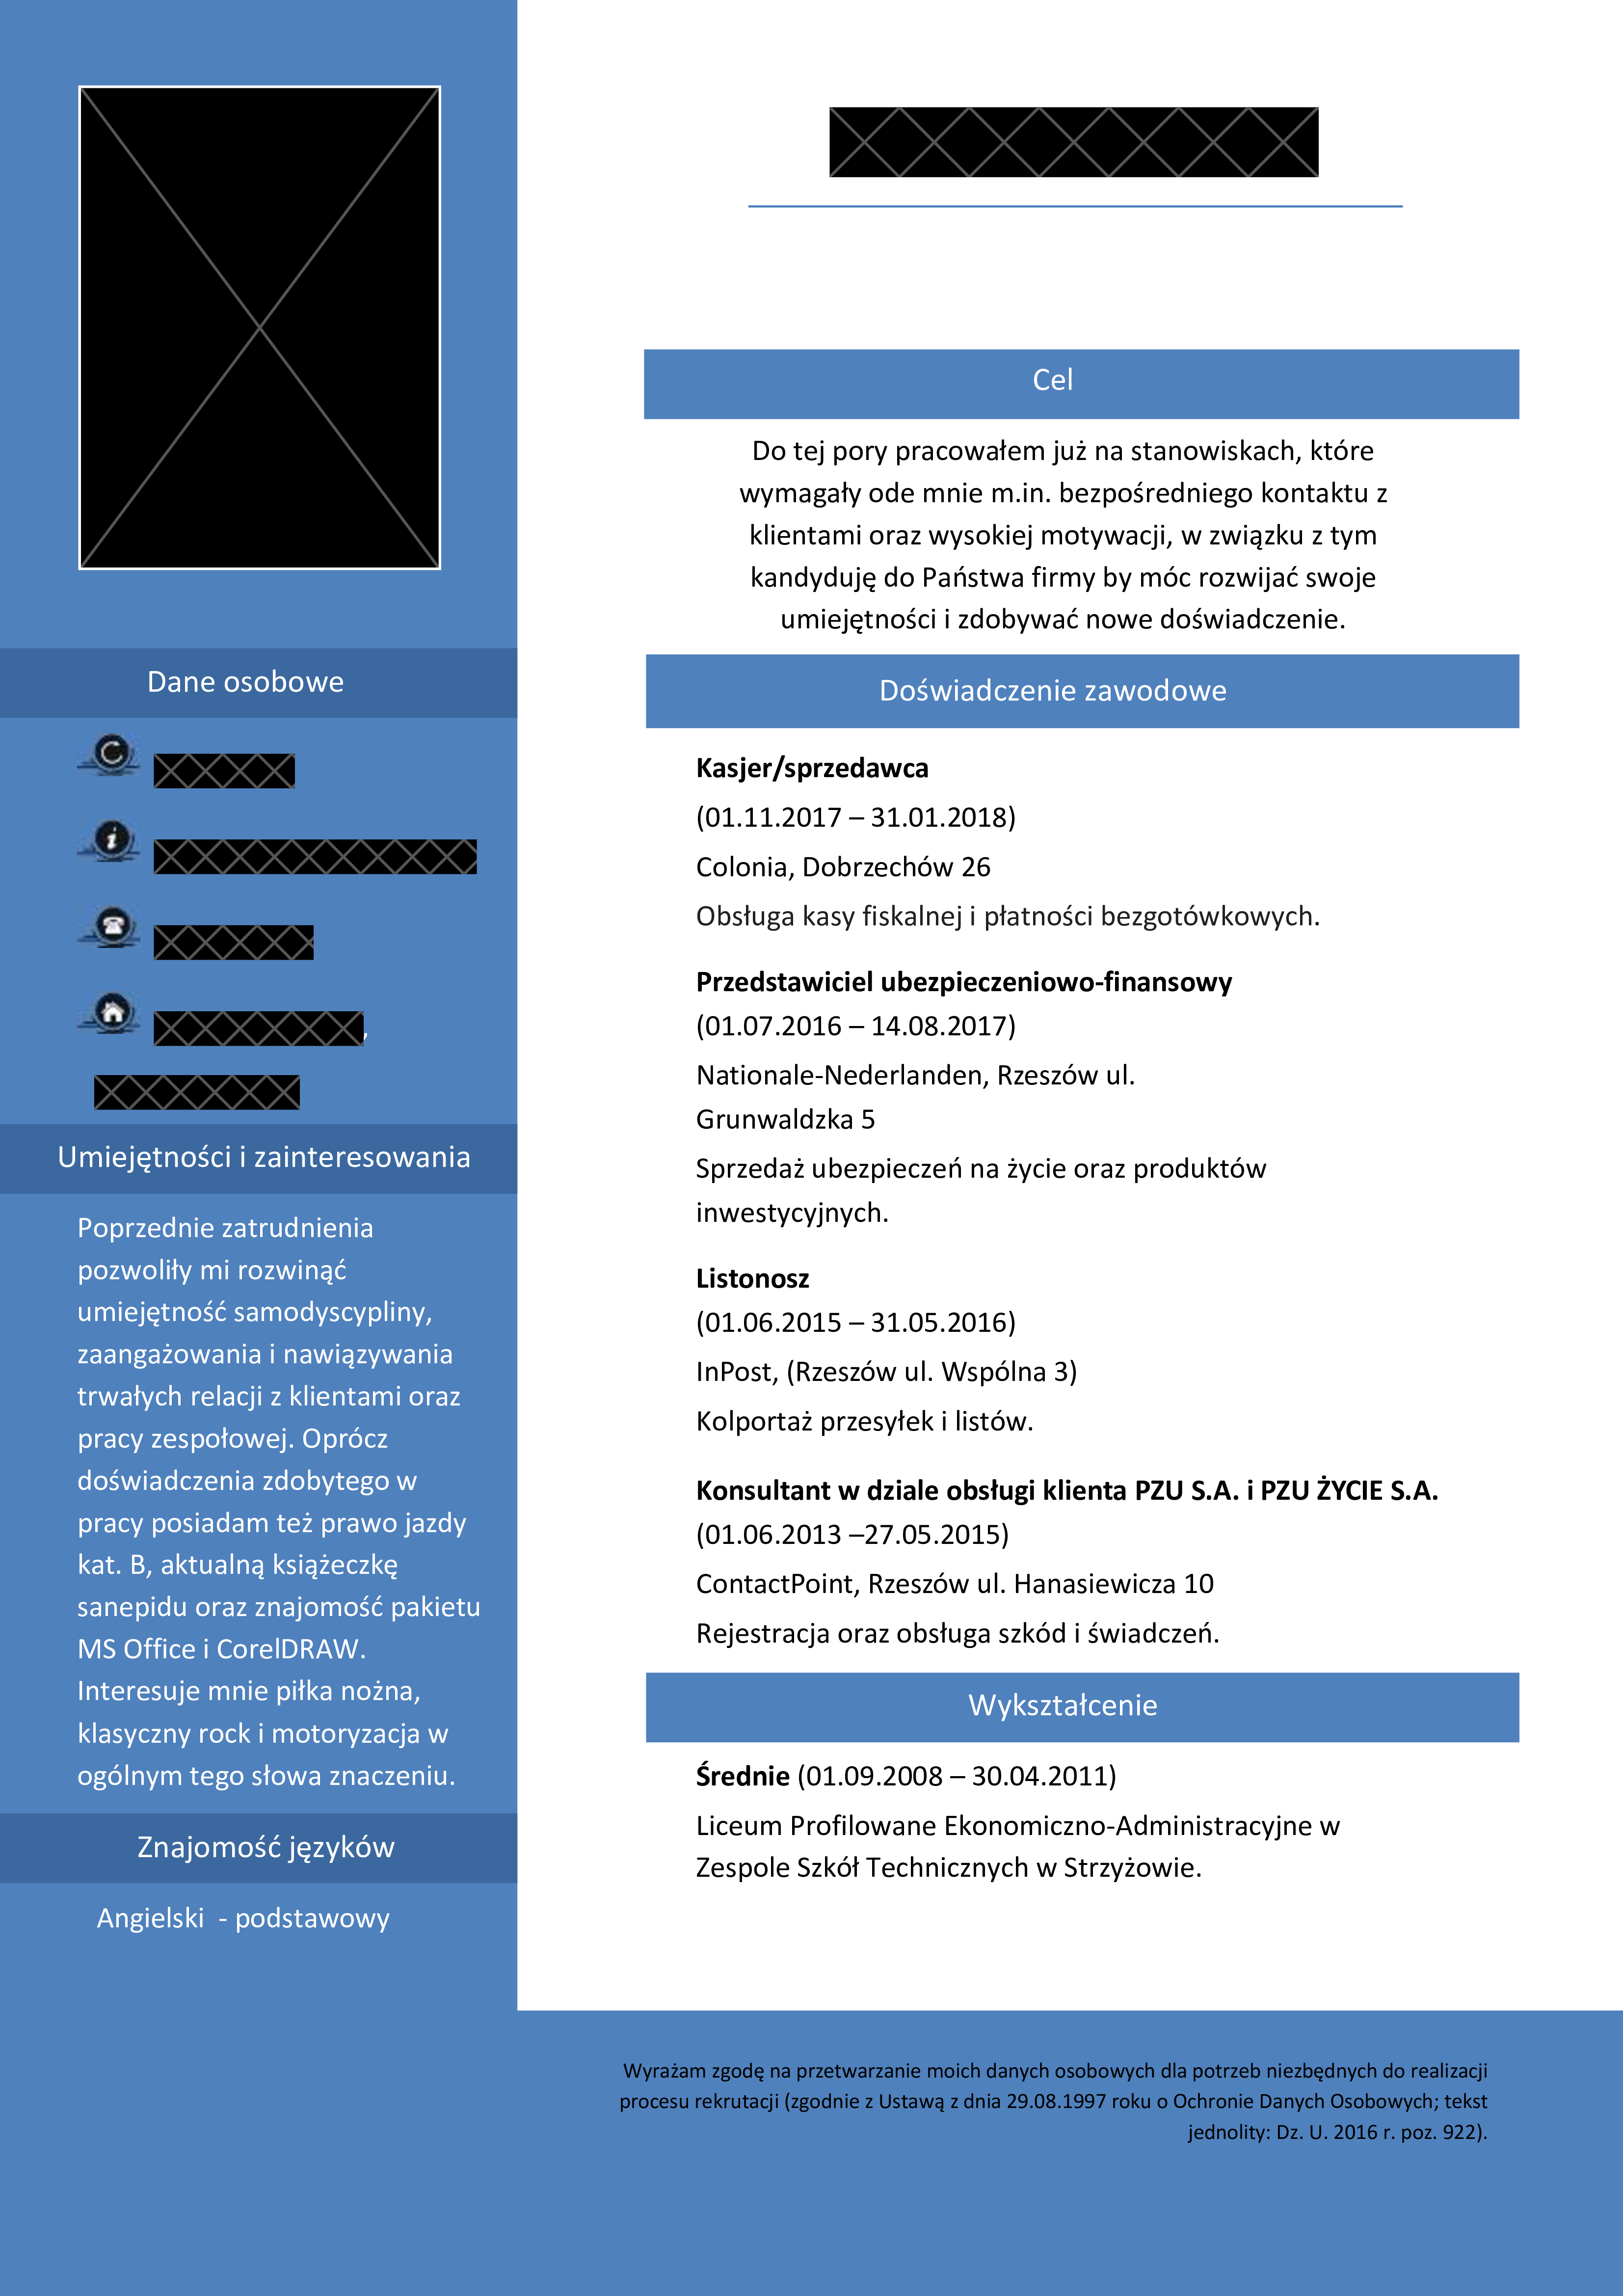 Dane osobowe
,
Umiejętności i zainteresowania
Poprzednie zatrudnienia
pozwoliły mi rozwinąć
umiejętność samodyscypliny,
zaangażowania i nawiązywania
trwałych relacji z klientami oraz
pracy zespołowej. Oprócz
doświadczenia zdobytego w
pracy posiadam też prawo jazdy
kat. B, aktualną książeczkę
sanepidu oraz znajomość pakietu
MS Office i CorelDRAW.
Interesuje mnie piłka nożna,
klasyczny rock i motoryzacja w
ogólnym tego słowa znaczeniu.
Znajomość języków
Angielski  - podstawowy
Cel
Do tej pory pracowałem już na stanowiskach, które
wymagały ode mnie m.in. bezpośredniego kontaktu z
klientami oraz wysokiej motywacji, w związku z tym
kandyduję do Państwa firmy by móc rozwijać swoje
umiejętności i zdobywać nowe doświadczenie.
Doświadczenie zawodowe
Kasjer/sprzedawca
(01.11.2017 – 31.01.2018)
Colonia, Dobrzechów 26
Obsługa kasy fiskalnej i płatności bezgotówkowych.
Przedstawiciel ubezpieczeniowo-finansowy
(01.07.2016 – 14.08.2017)
Nationale-Nederlanden, Rzeszów ul.
Grunwaldzka 5
Sprzedaż ubezpieczeń na życie oraz produktów
inwestycyjnych.
Listonosz
(01.06.2015 – 31.05.2016)
InPost, (Rzeszów ul. Wspólna 3)
Kolportaż przesyłek i listów.
Konsultant w dziale obsługi klienta PZU S.A. i PZU ŻYCIE S.A.
(01.06.2013 –27.05.2015)
ContactPoint, Rzeszów ul. Hanasiewicza 10
Rejestracja oraz obsługa szkód i świadczeń.
Wykształcenie
Średnie (01.09.2008 – 30.04.2011)
Liceum Profilowane Ekonomiczno-Administracyjne w
Zespole Szkół Technicznych w Strzyżowie.
Wyrażam zgodę na przetwarzanie moich danych osobowych dla potrzeb niezbędnych do realizacji
procesu rekrutacji (zgodnie z Ustawą z dnia 29.08.1997 roku o Ochronie Danych Osobowych; tekst
jednolity: Dz. U. 2016 r. poz. 922).